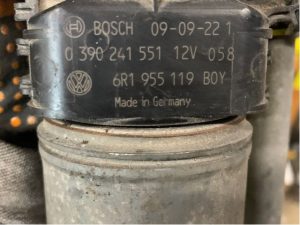 BOSCH 09-09-22 1
0 390 241 551 12V 058
6R1 955 119 BOY
Made in Germany